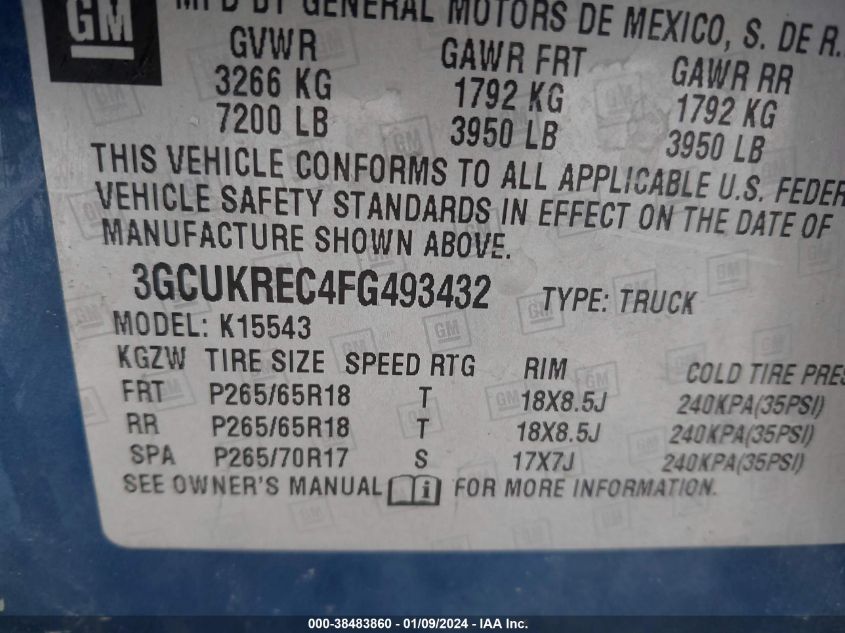 GM
MFD BY GENERAL MOTORS DE MEXICO, S. DE R.
GVWR GAWR FRT GAWR RR
3266 KG 1792 KG 1792 KG
7200 LB 3950 LB 3950 LB
THIS VEHICLE CONFORMS TO ALL APPLICABLE U.S. FEDER
VEHICLE SAFETY STANDARDS IN EFFECT ON THE DATE OF
MANUFACTURE SHOWN ABOVE.
3GCUKREC4FG493432 TYPE: TRUCK
MODEL: K15543
KGZW TIRE SIZE SPEED RTG RIM COLD TIRE PRES
FRT P265/65R18 T 18X8.5J 240KPA(35PSI)
RR P265/65R18 T 18X8.5J 240KPA(35PSI)
SPA P265/70R17 S 17X7J 240KPA(35PSI)
SEE OWNER'S MANUAL i FOR MORE INFORMATION.
000-38483860 - 01/09/2024 - IAA Inc.